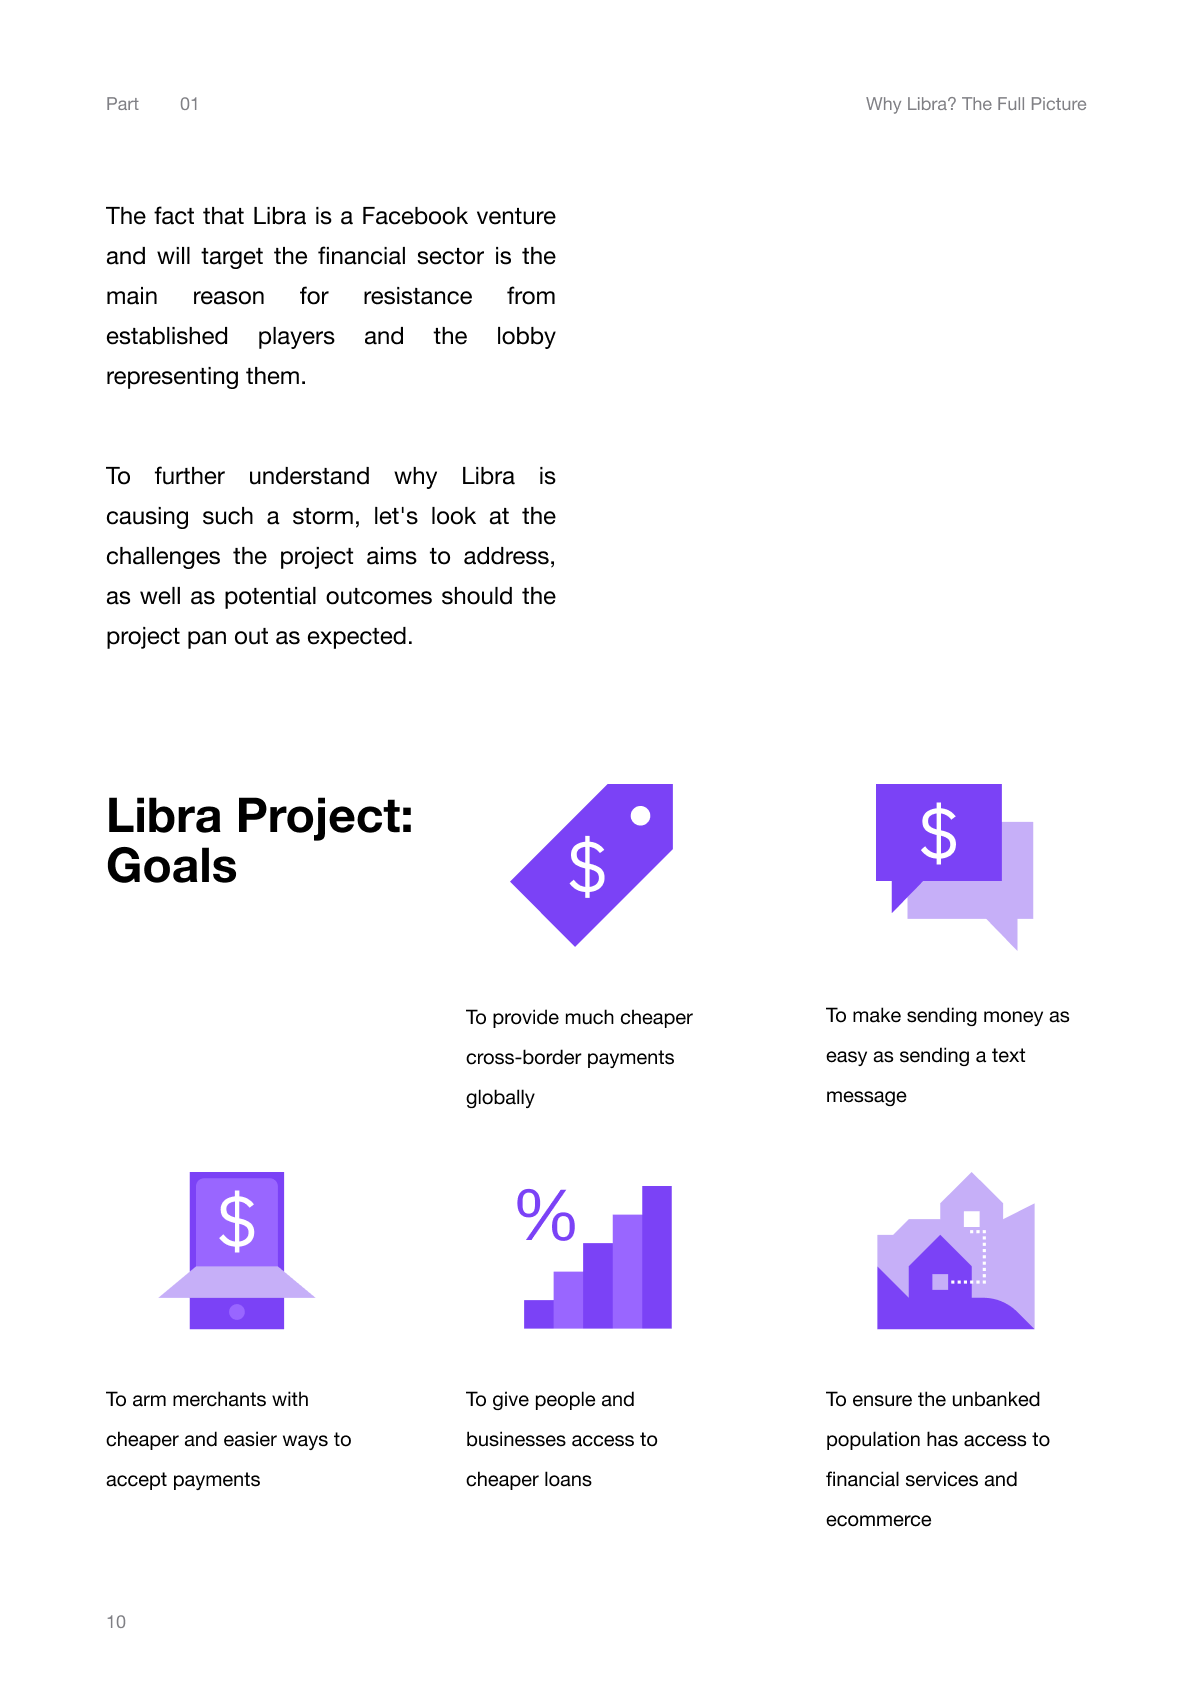 Part 01
Why Libra? The Full Picture
The fact that Libra is a Facebook venture
and will target the financial sector is the
main reason for resistance from
established players and the lobby
representing them.
To further understand why Libra is
causing such a storm, let's look at the
challenges the project aims to address,
as well as potential outcomes should the
project pan out as expected.
Libra Project:
Goals
$
To provide much cheaper
cross-border payments
globally
$
To make sending money as
easy as sending a text
message
$
To arm merchants with
cheaper and easier ways to
accept payments
%
To give people and
businesses access to
cheaper loans
To ensure the unbanked
population has access to
financial services and
ecommerce
10